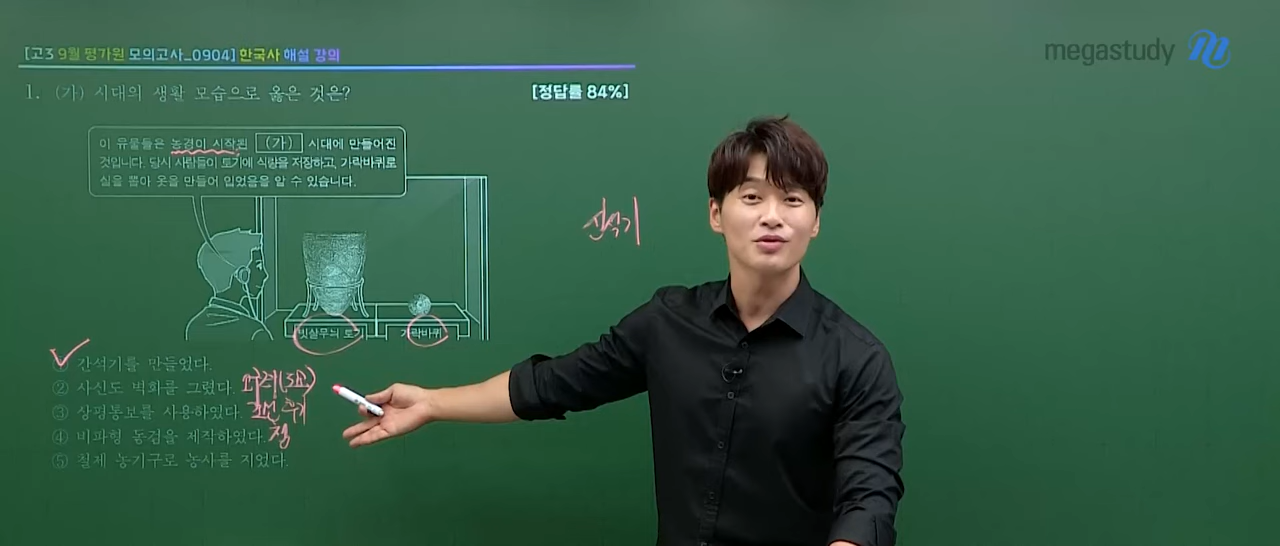 [고3 9월 평가원 모의고사_0904] 한국사 해설 강의
megastudy
1. (가) 시대의 생활 모습으로 옳은 것은?
[정답률 84%]
이 유물들은 농경이 시작된 (가) 시대에 만들어진
것입니다. 당시 사람들이 토기에 식량을 저장하고, 가락바퀴로
실을 뽑아 옷을 만들어 입었음을 알 수 있습니다.
신석기
빗살무늬 토기
가락바퀴
① 간석기를 만들었다.
② 사신도 벽화를 그렸다.
③ 상평통보를 사용하였다. 조선 후기
④ 비파형 동검을 제작하였다. 청
⑤ 철제 농기구로 농사를 지었다.